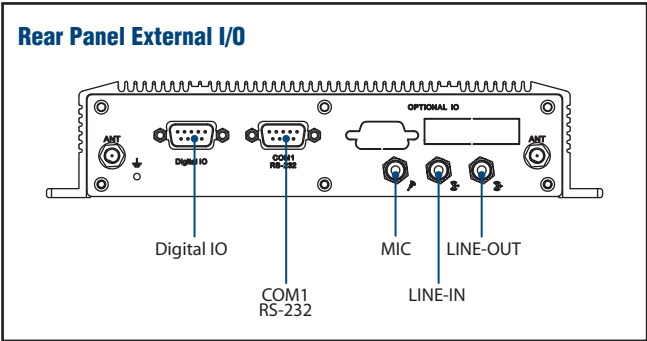 Rear Panel External I/O
OPTIONAL IO
ANT
ANT
Digital IO
COM1
RS-232
Digital IO
MIC
LINE-OUT
COM1
RS-232
LINE-IN